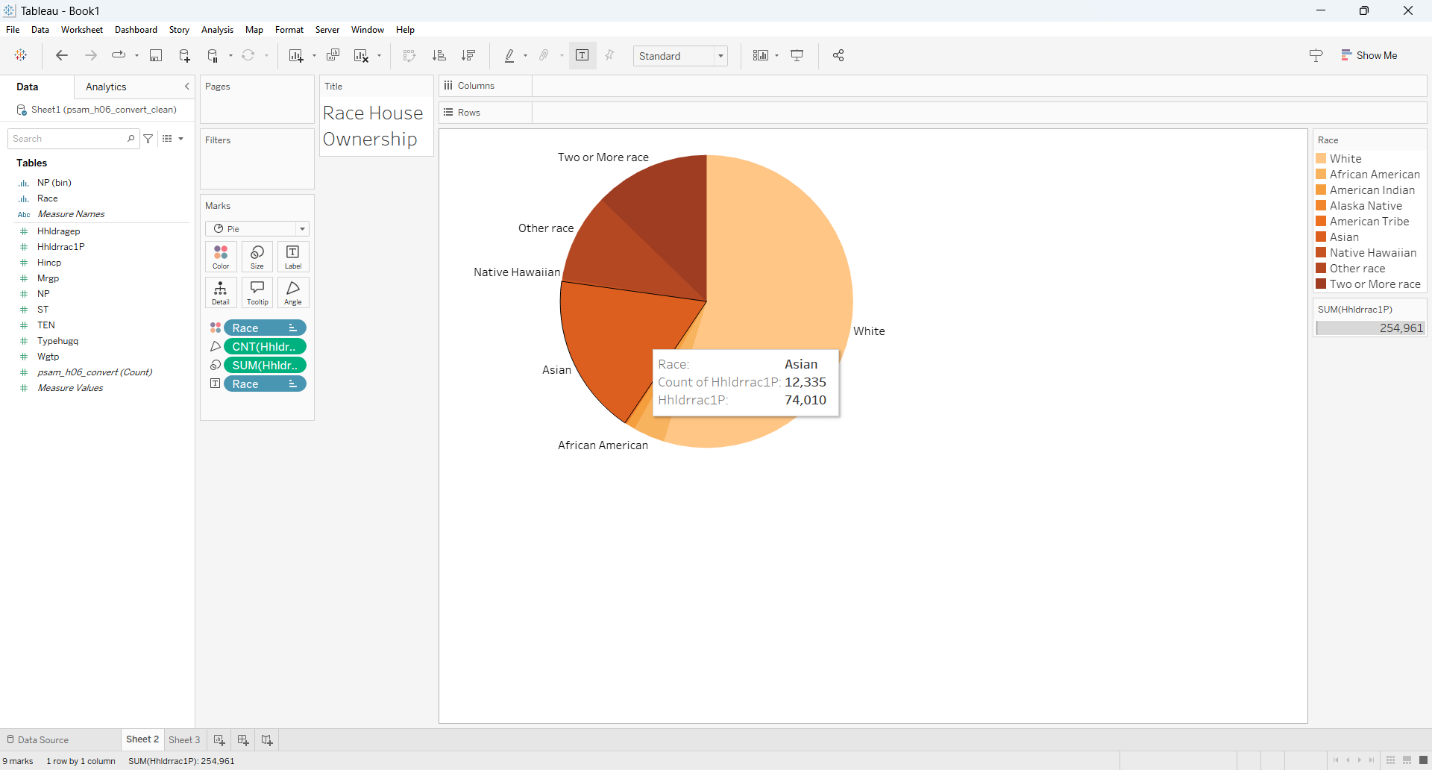 Tableau - Book1
File Data Worksheet Dashboard Story Analysis Map Format Server Window Help
Standard
Show Me
Data Analytics
Sheet1 (psam_h06_convert_clean)
Search
Tables
NP (bin)
Race
Abc Measure Names
Hhldragep
Hhldrrac1P
Hincp
Mrgp
NP
ST
TEN
Typehugq
Wgtp
psam_h06_convert (Count)
Measure Values
Pages
Filters
Marks
Pie
Color Size Label
Detail Tooltip Angle
Race
CNT(Hhldr..
SUM(Hhldr..
Race
Title
Race House
Ownership
Columns
Rows
Two or More race
Other race
Native Hawaiian
White
Asian
African American
Race: Asian
Count of Hhldrrac1P: 12,335
Hhldrrac1P: 74,010
Race
White
African American
American Indian
Alaska Native
American Tribe
Asian
Native Hawaiian
Other race
Two or More race
SUM(Hhldrrac1P)
254,961
Data Source Sheet 2 Sheet 3
9 marks 1 row by 1 column SUM(Hhldrrac1P): 254,961